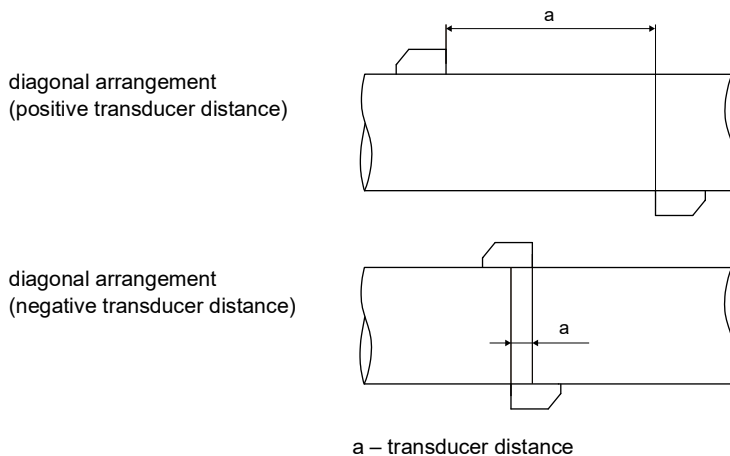 a
diagonal arrangement
(positive transducer distance)
diagonal arrangement
(negative transducer distance)
a
a – transducer distance